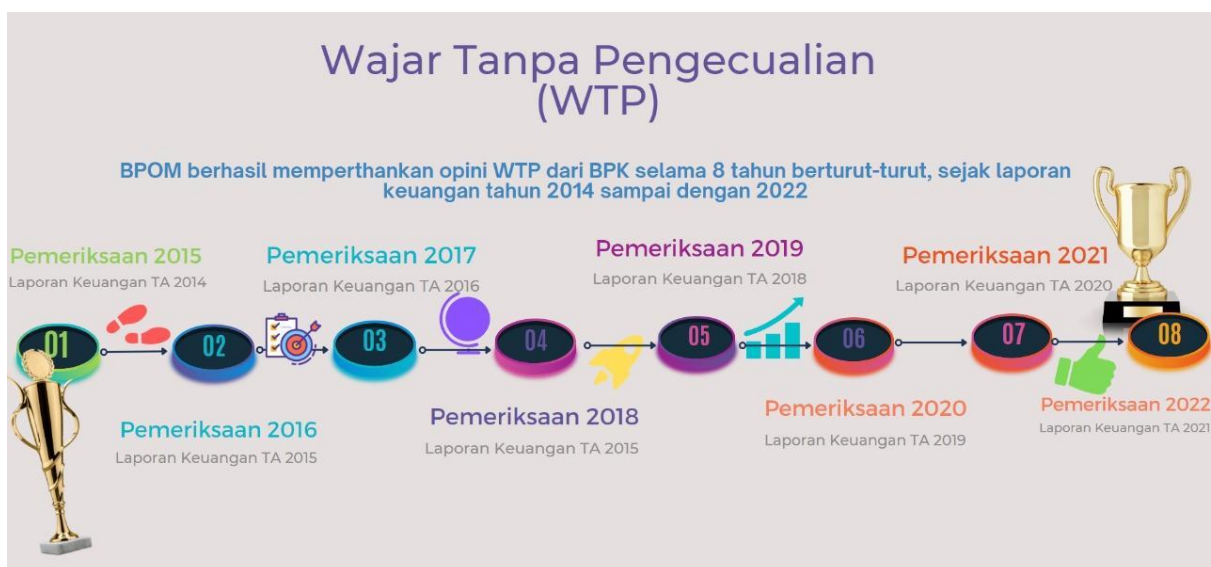 Wajar Tanpa Pengecualian
(WTP)
BPOM berhasil memperthankan opini WTP dari BPK selama 8 tahun berturut-turut, sejak laporan
keuangan tahun 2014 sampai dengan 2022
Pemeriksaan 2015
Laporan Keuangan TA 2014
Pemeriksaan 2017
Laporan Keuangan TA 2016
Pemeriksaan 2019
Laporan Keuangan TA 2018
Pemeriksaan 2021
Laporan Keuangan TA 2020
01
02
03
04
05
06
07
08
Pemeriksaan 2016
Laporan Keuangan TA 2015
Pemeriksaan 2018
Laporan Keuangan TA 2015
Pemeriksaan 2020
Laporan Keuangan TA 2019
Pemeriksaan 2022
Laporan Keuangan TA 2021